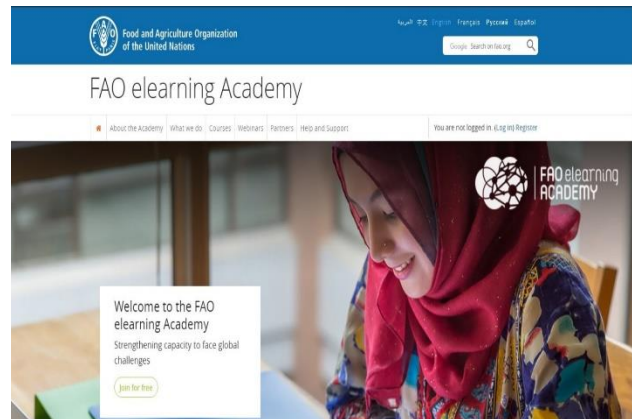 Food and Agriculture Organization
of the United Nations
العربية 中文 English Français Русский Español
Google Search on fao.org
FAO elearning Academy
About the Academy What we do Courses Webinars Partners Help and Support
You are not logged in. (Log in) Register
FAO elearning
ACADEMY
Welcome to the FAO
elearning Academy
Strengthening capacity to face global
challenges
Join for free